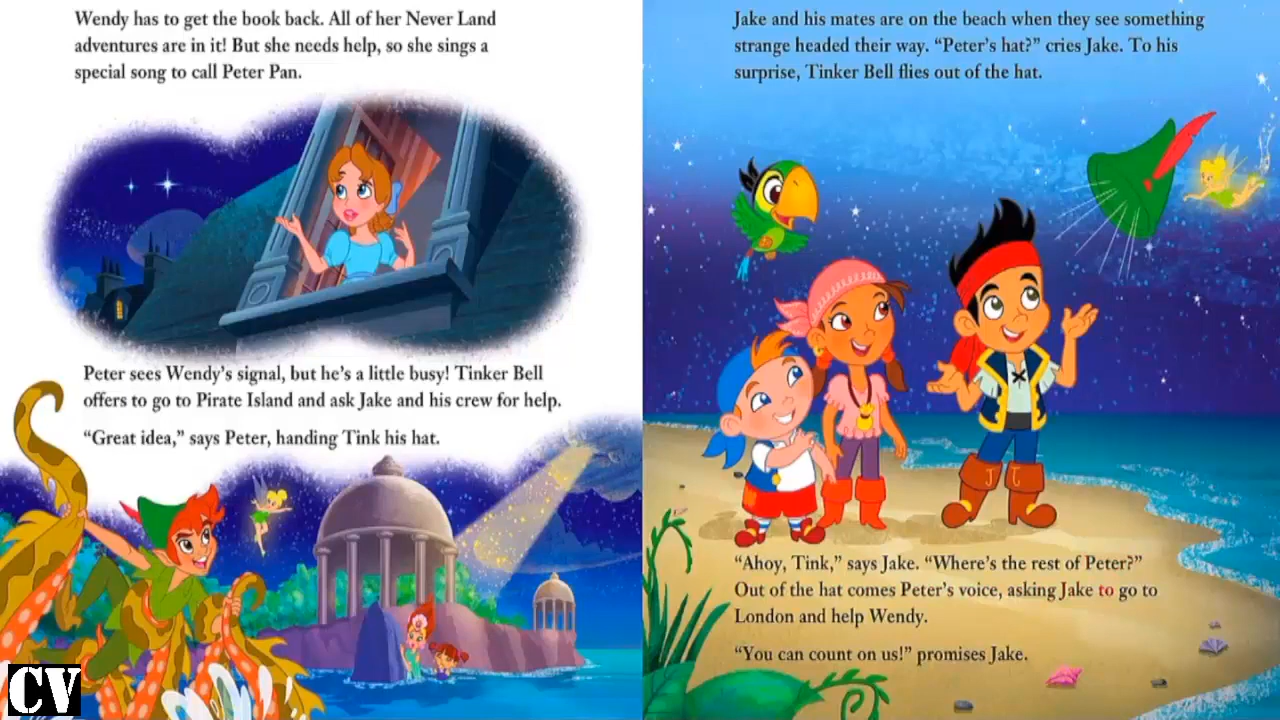 Wendy has to get the book back. All of her Never Land
adventures are in it! But she needs help, so she sings a
special song to call Peter Pan.
Peter sees Wendy's signal, but he's a little busy! Tinker Bell
offers to go to Pirate Island and ask Jake and his crew for help.
“Great idea,” says Peter, handing Tink his hat.
CV
Jake and his mates are on the beach when they see something
strange headed their way. “Peter's hat?” cries Jake. To his
surprise, Tinker Bell flies out of the hat.
“Ahoy, Tink,” says Jake. “Where's the rest of Peter?”
Out of the hat comes Peter's voice, asking Jake to go to
London and help Wendy.
“You can count on us!” promises Jake.